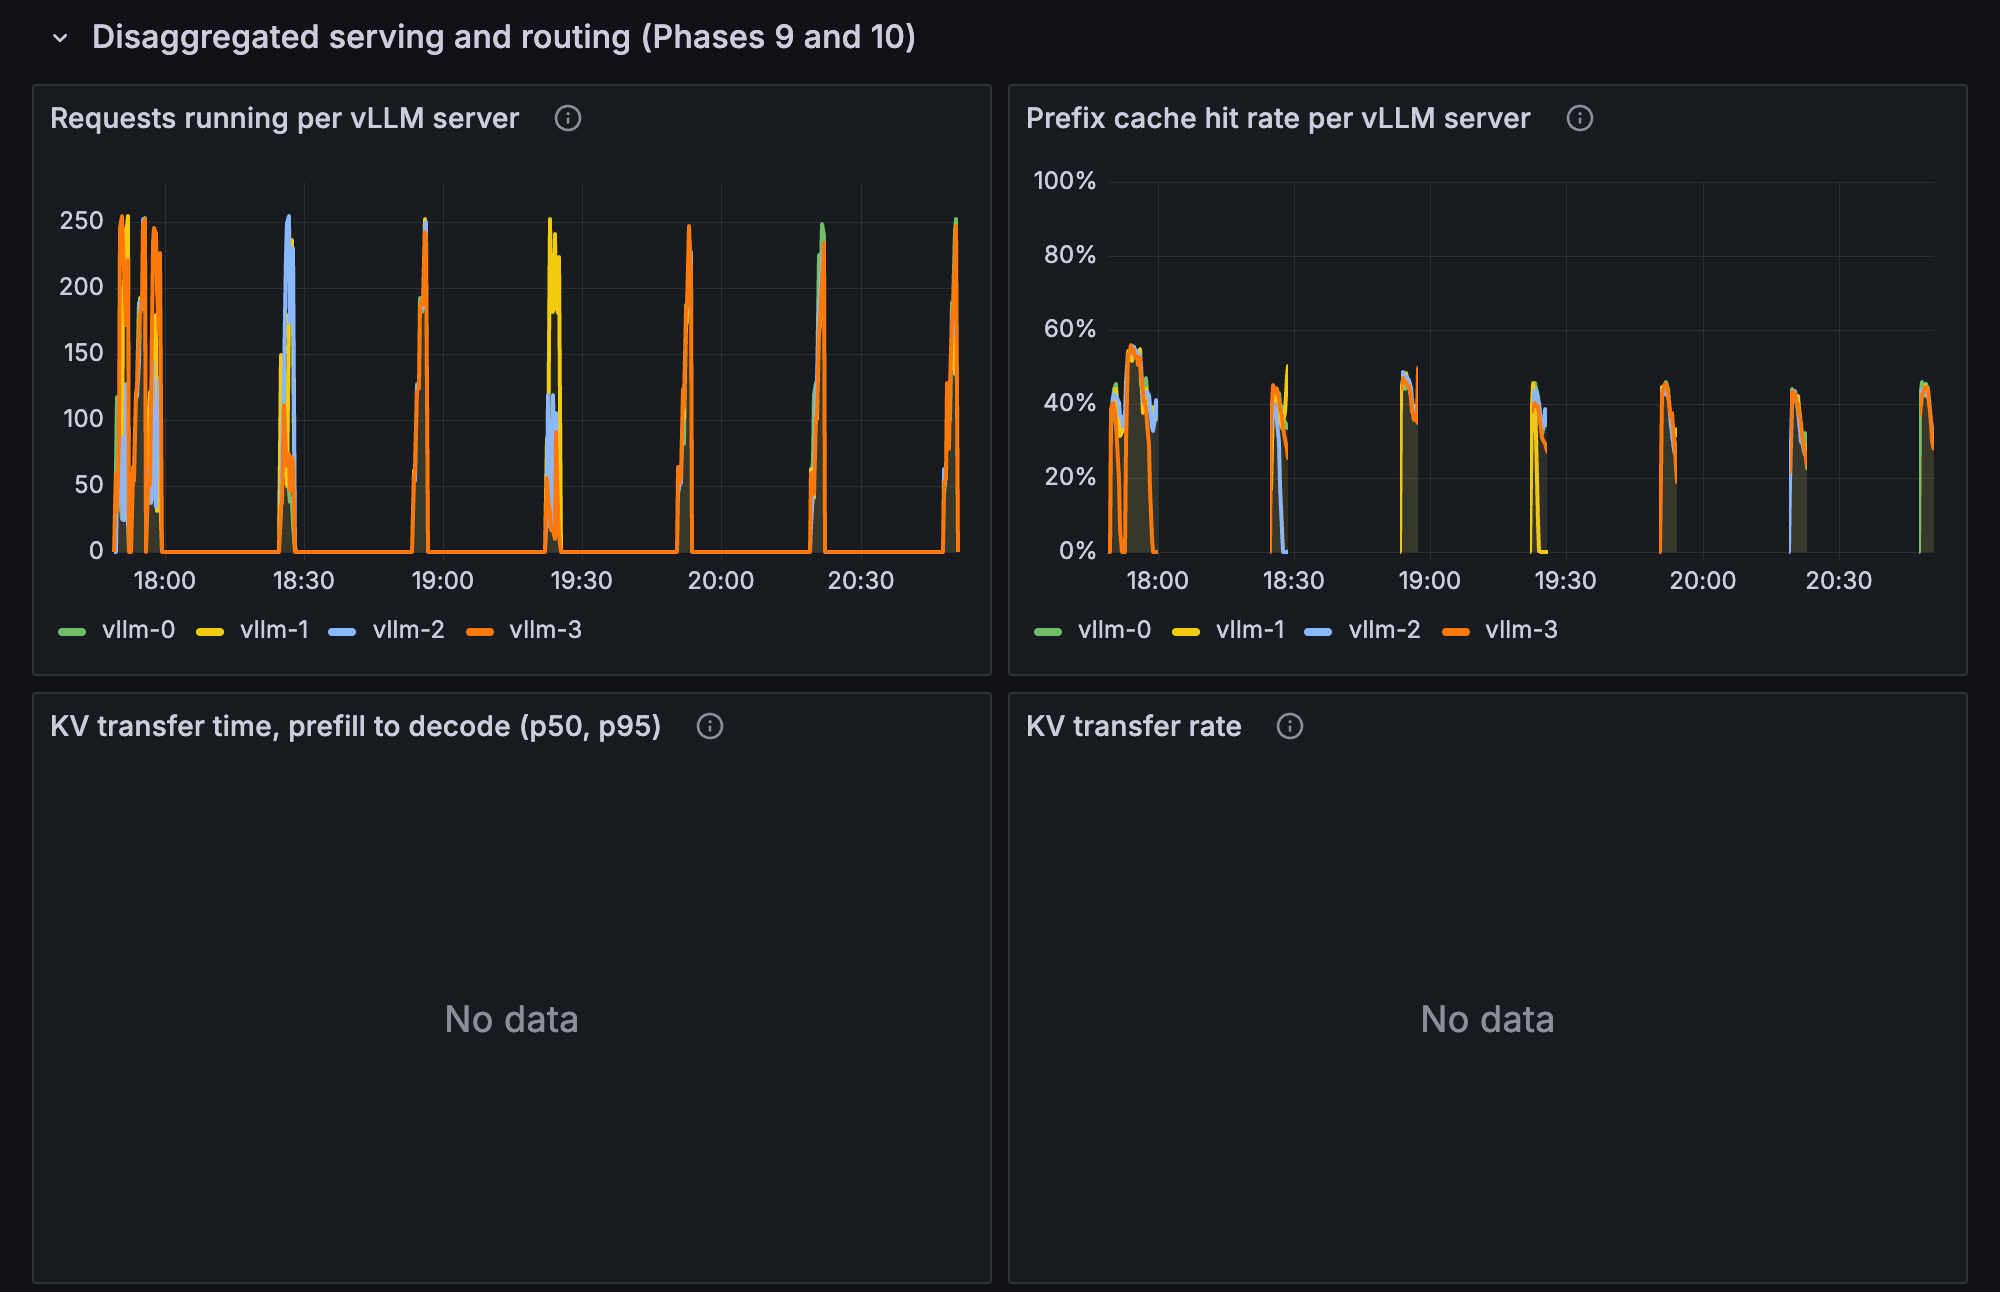 Disaggregated serving and routing (Phases 9 and 10)
Requests running per vLLM server
250
200
150
100
50
0
18:00 18:30 19:00 19:30 20:00 20:30
vllm-0 vllm-1 vllm-2 vllm-3
Prefix cache hit rate per vLLM server
100%
80%
60%
40%
20%
0%
18:00 18:30 19:00 19:30 20:00 20:30
vllm-0 vllm-1 vllm-2 vllm-3
KV transfer time, prefill to decode (p50, p95)
No data
KV transfer rate
No data